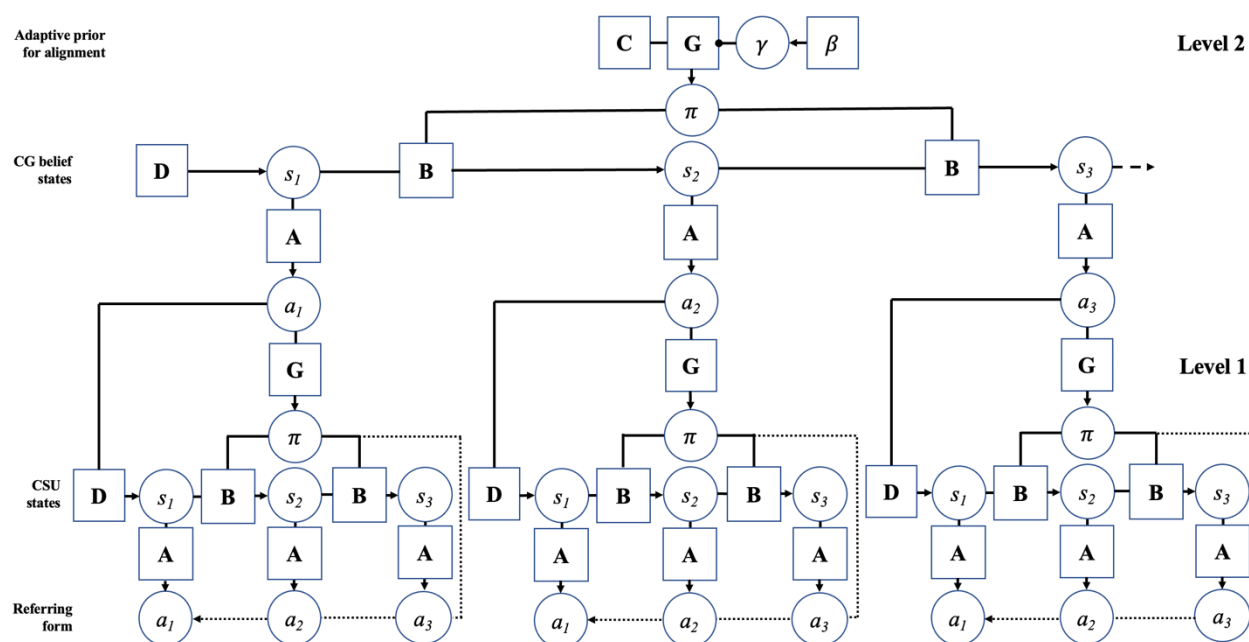 Adaptive prior
for alignment
C G γ β Level 2
π
CG belief
states
D s1 B s2 B s3
A A A
a1 a2 a3
G G G Level 1
π π π
CSU
states
D s1 B s2 B s3 D s1 B s2 B s3 D s1 B s2 B s3
A A A A A A A A A
Referring
form
a1 a2 a3 a1 a2 a3 a1 a2 a3